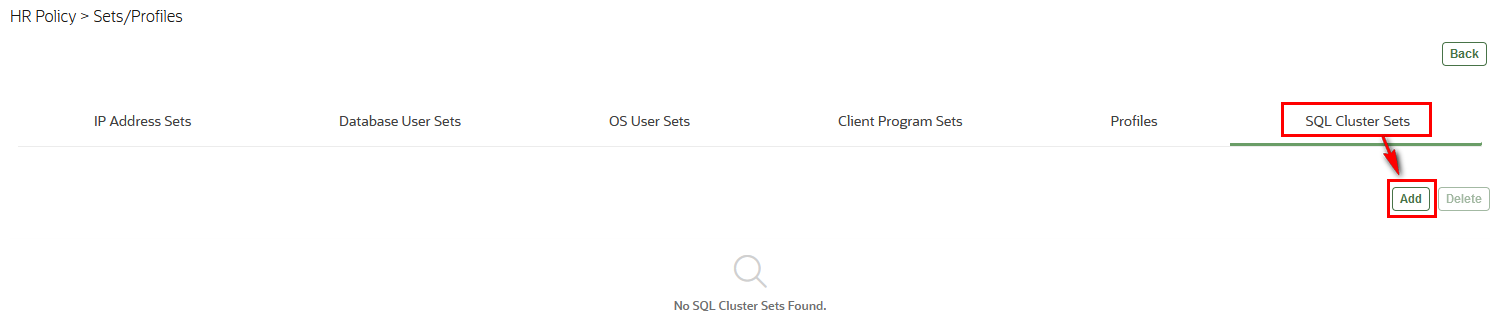 HR Policy > Sets/Profiles
Back
IP Address Sets
Database User Sets
OS User Sets
Client Program Sets
Profiles
SQL Cluster Sets
Add
Delete
No SQL Cluster Sets Found.